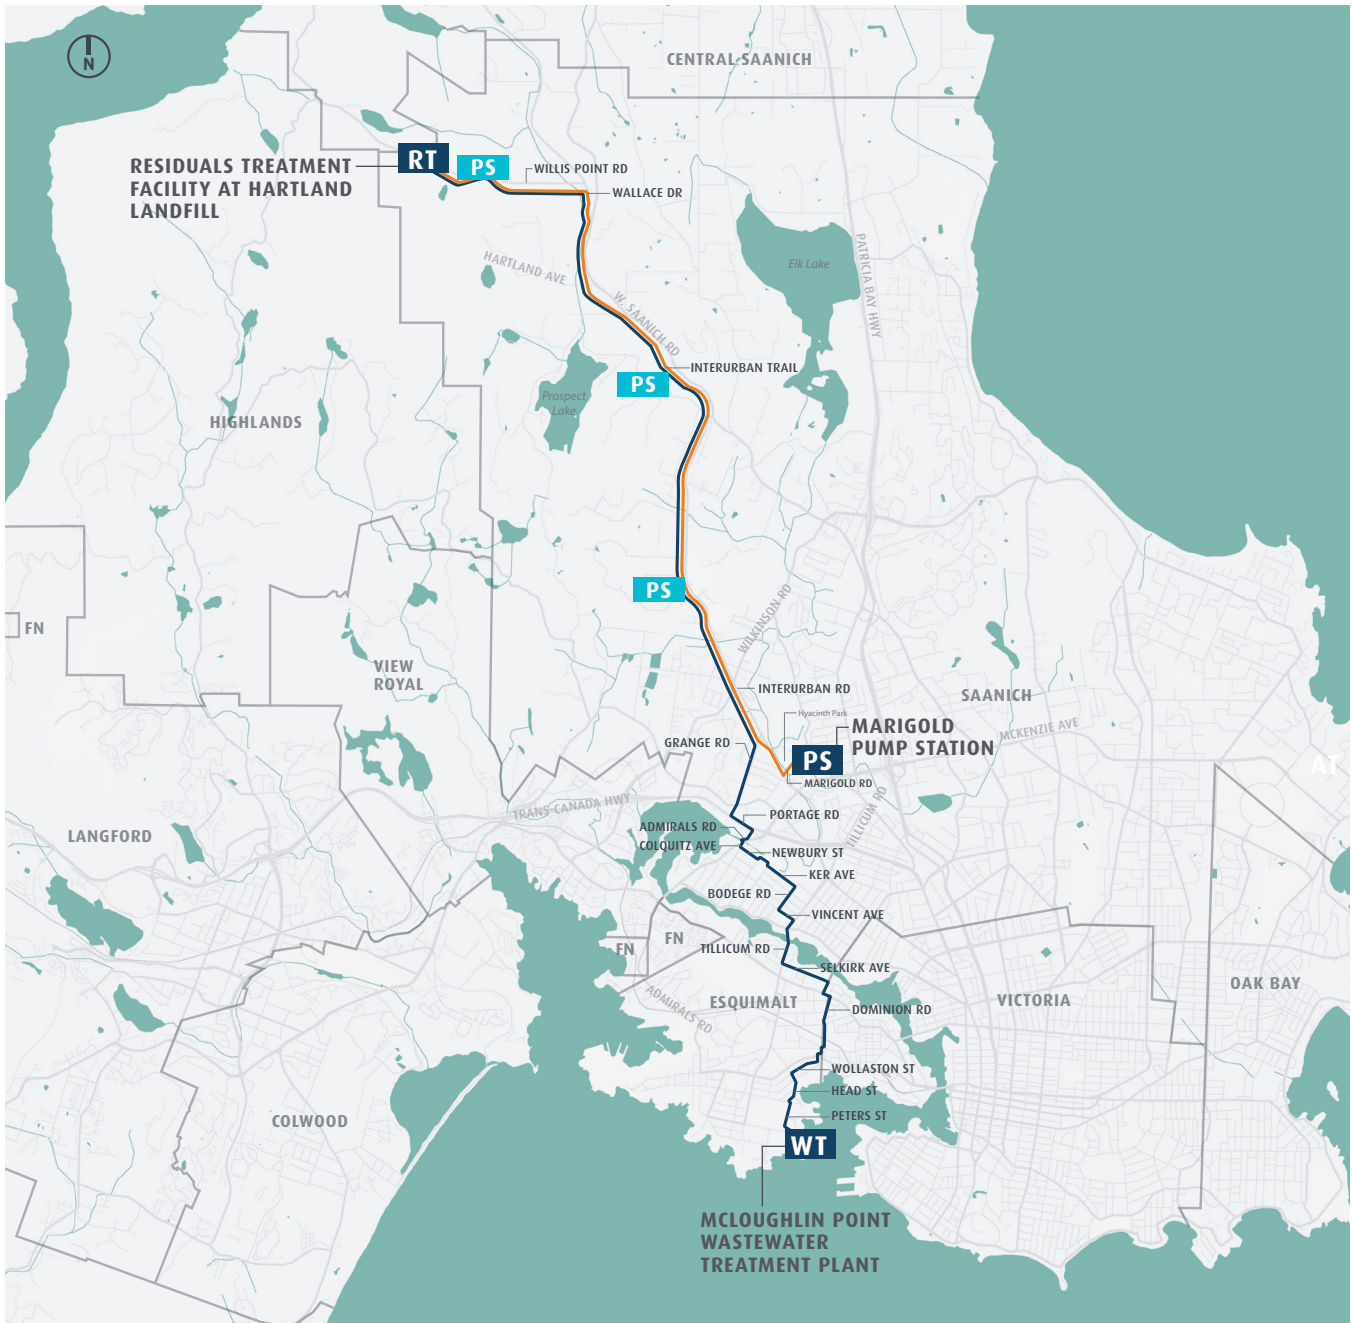 N
CENTRAL SAANICH
RESIDUALS TREATMENT
FACILITY AT HARTLAND
LANDFILL
RT
PS
WILLIS POINT RD
WALLACE DR
HARTLAND AVE
Elk Lake
PATRICIA BAY HWY
W. SAANICH RD
INTERURBAN TRAIL
PS
Prospect
Lake
HIGHLANDS
PS
WILKINSON RD
FN
VIEW
ROYAL
INTERURBAN RD
SAANICH
Hyacinth Park
MCKENZIE AVE
MARIGOLD
PUMP STATION
GRANGE RD
PS
MARIGOLD RD
AT
TRANS-CANADA HWY
TILLICUM RD
LANGFORD
PORTAGE RD
ADMIRALS RD
COLQUITZ AVE
NEWBURY ST
KER AVE
BODEGE RD
VINCENT AVE
FN
FN
TILLICUM RD
SELKIRK AVE
OAK BAY
ADMIRALS RD
ESQUIMALT
VICTORIA
DOMINION RD
WOLLASTON ST
HEAD ST
PETERS ST
COLWOOD
WT
MCLOUGHLIN POINT
WASTEWATER
TREATMENT PLANT